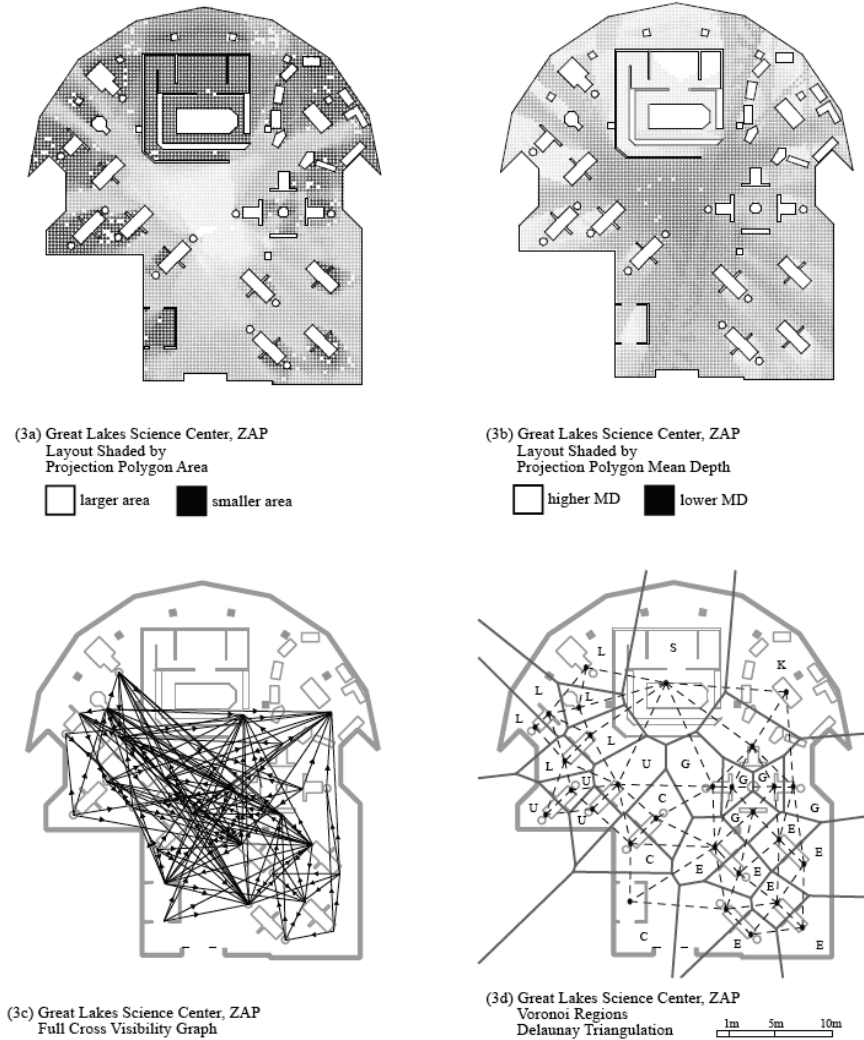 (3a) Great Lakes Science Center, ZAP
Layout Shaded by
Projection Polygon Area
larger area
smaller area
(3b) Great Lakes Science Center, ZAP
Layout Shaded by
Projection Polygon Mean Depth
higher MD
lower MD
(3c) Great Lakes Science Center, ZAP
Full Cross Visibility Graph
L
S
K
L
L
L
L
L
U
G
U
G
G
U
U
C
G
G
E
C
E
E
E
E
C
E
E
(3d) Great Lakes Science Center, ZAP
Voronoi Regions
Delaunay Triangulation
1m 5m 10m